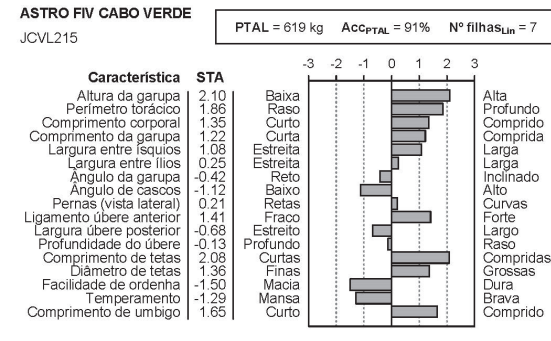 ASTRO FIV CABO VERDE
JCVL215
PTAL = 619 kg AccPTAL = 91% Nº filhasLin = 7
-3 -2 -1 0 1 2 3
Característica STA
Altura da garupa 2.10 Baixa Alta
Perímetro torácico 1.86 Raso Profundo
Comprimento corporal 1.35 Curto Comprido
Comprimento da garupa 1.22 Curta Comprida
Largura entre ísquios 1.08 Estreita Larga
Largura entre ílios 0.25 Estreita Larga
Ângulo da garupa -0.42 Reto Inclinado
Ângulo de cascos -1.12 Baixo Alto
Pernas (vista lateral) 0.21 Retas Curvas
Ligamento úbere anterior 1.41 Fraco Forte
Largura úbere posterior -0.68 Estreito Largo
Profundidade do úbere -0.13 Profundo Raso
Comprimento de tetas 2.08 Curtas Compridas
Diâmetro de tetas 1.36 Finas Grossas
Facilidade de ordenha -1.50 Macia Dura
Temperamento -1.29 Mansa Brava
Comprimento de umbigo 1.65 Curto Comprido